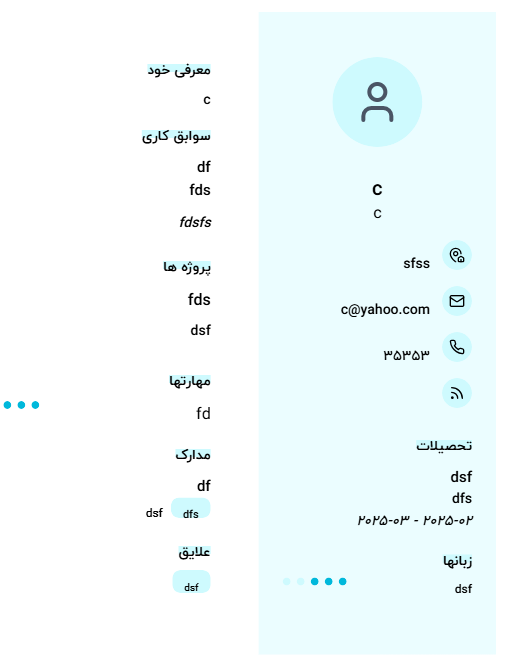 C
c
sfss
c@yahoo.com
۳۵۳۵۳
تحصیلات
dsf
dfs
۲۰۲۵-۰۳ - ۲۰۲۵-۰۲
زبانها
dsf
معرفی خود
c
سوابق کاری
df
fds
fdsfs
پروژه ها
fds
dsf
مهارتها
fd
مدارک
df
dfs dsf
علایق
dsf